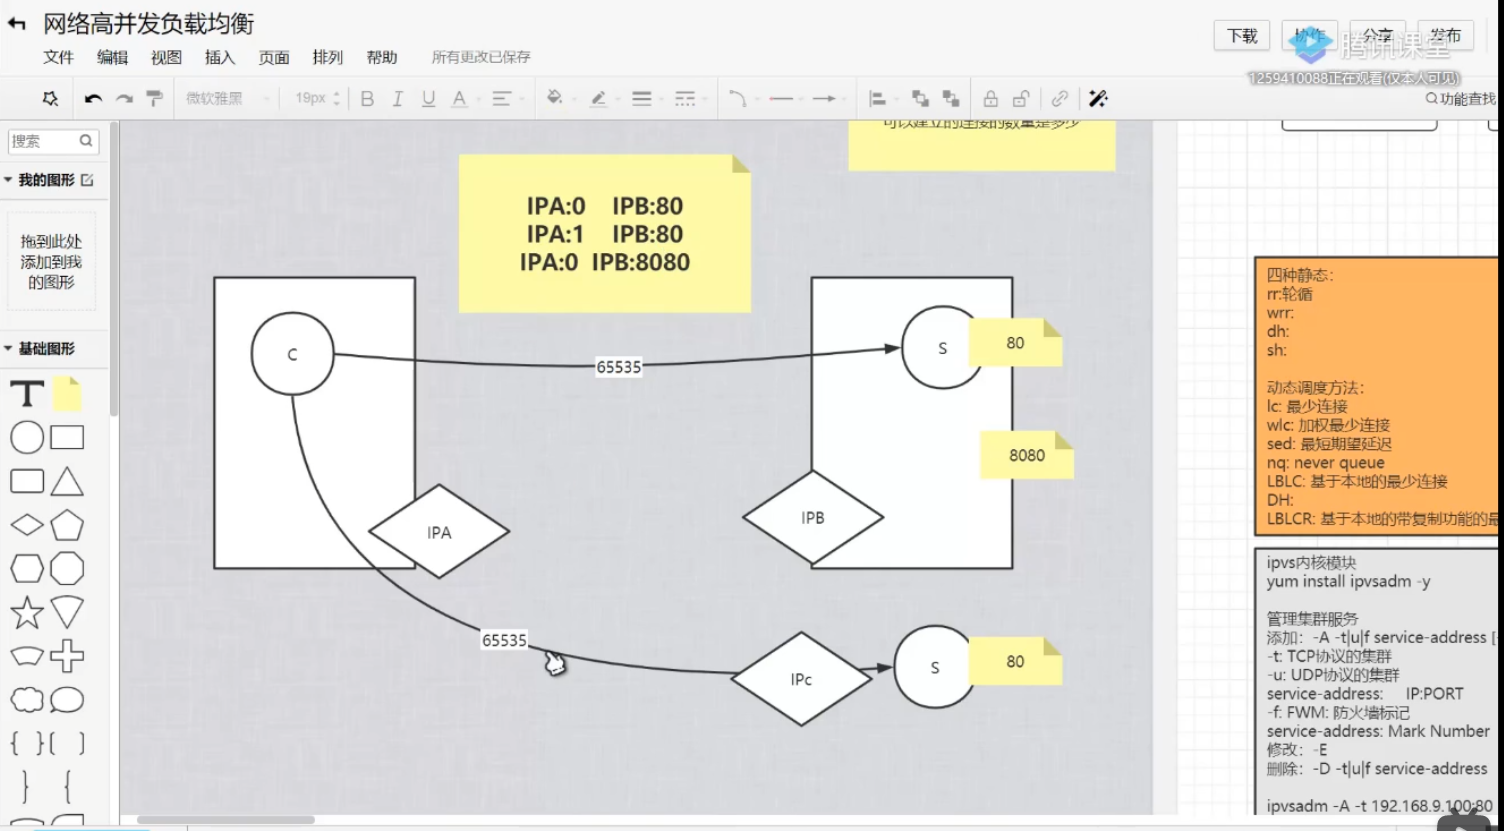 网络高并发负载均衡
下载 协作 分享 发布
腾讯课堂
文件 编辑 视图 插入 页面 排列 帮助 所有更改已保存
1259410088正在观看(仅本人可见)
微软雅黑 19px B I U A
功能查找
搜索
我的图形
拖到此处
添加到我
的图形
基础图形
T
可以建立的连接的数量是多少
IPA:0 IPB:80
IPA:1 IPB:80
IPA:0 IPB:8080
C
65535
S
80
8080
IPA
IPB
65535
IPc
S
80
四种静态:
rr:轮循
wrr:
dh:
sh:
动态调度方法:
lc: 最少连接
wlc: 加权最少连接
sed: 最短期望延迟
nq: never queue
LBLC: 基于本地的最少连接
DH:
LBLCR: 基于本地的带复制功能的最
ipvs内核模块
yum install ipvsadm -y
管理集群服务
添加: -A -t|u|f service-address [-
-t: TCP协议的集群
-u: UDP协议的集群
service-address: IP:PORT
-f: FWM: 防火墙标记
service-address: Mark Number
修改: -E
删除: -D -t|u|f service-address
ipvsadm -A -t 192.168.9.100:80